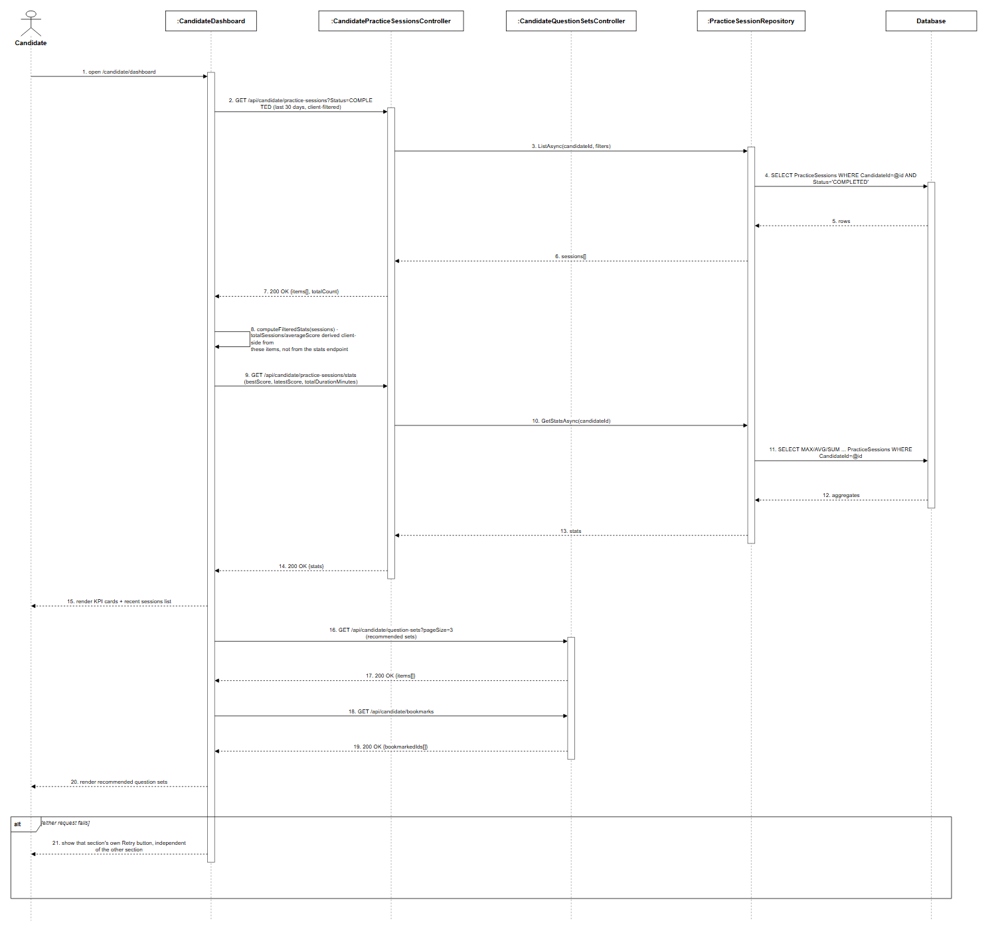 Candidate
:CandidateDashboard
:CandidatePracticeSessionsController
:CandidateQuestionSetsController
:PracticeSessionRepository
Database
1. open /candidate/dashboard
2. GET /api/candidate/practice-sessions?Status=COMPLE
TED (last 30 days, client-filtered)
3. ListAsync(candidateId, filters)
4. SELECT PracticeSessions WHERE CandidateId=@id AND
Status='COMPLETED'
5. rows
6. sessions[]
7. 200 OK {items[], totalCount}
8. computeFilteredStats(sessions) -
totalSessions/averageScore derived client-
side from
these items, not from the stats endpoint
9. GET /api/candidate/practice-sessions/stats
(bestScore, latestScore, totalDurationMinutes)
10. GetStatsAsync(candidateId)
11. SELECT MAX/AVG/SUM ... PracticeSessions WHERE
CandidateId=@id
12. aggregates
13. stats
14. 200 OK {stats}
15. render KPI cards + recent sessions list
16. GET /api/candidate/question-sets?pageSize=3
(recommended sets)
17. 200 OK {items[]}
18. GET /api/candidate/bookmarks
19. 200 OK {bookmarkedIds[]}
20. render recommended question sets
alt
[either request fails]
21. show that section's own Retry button, independent
of the other section